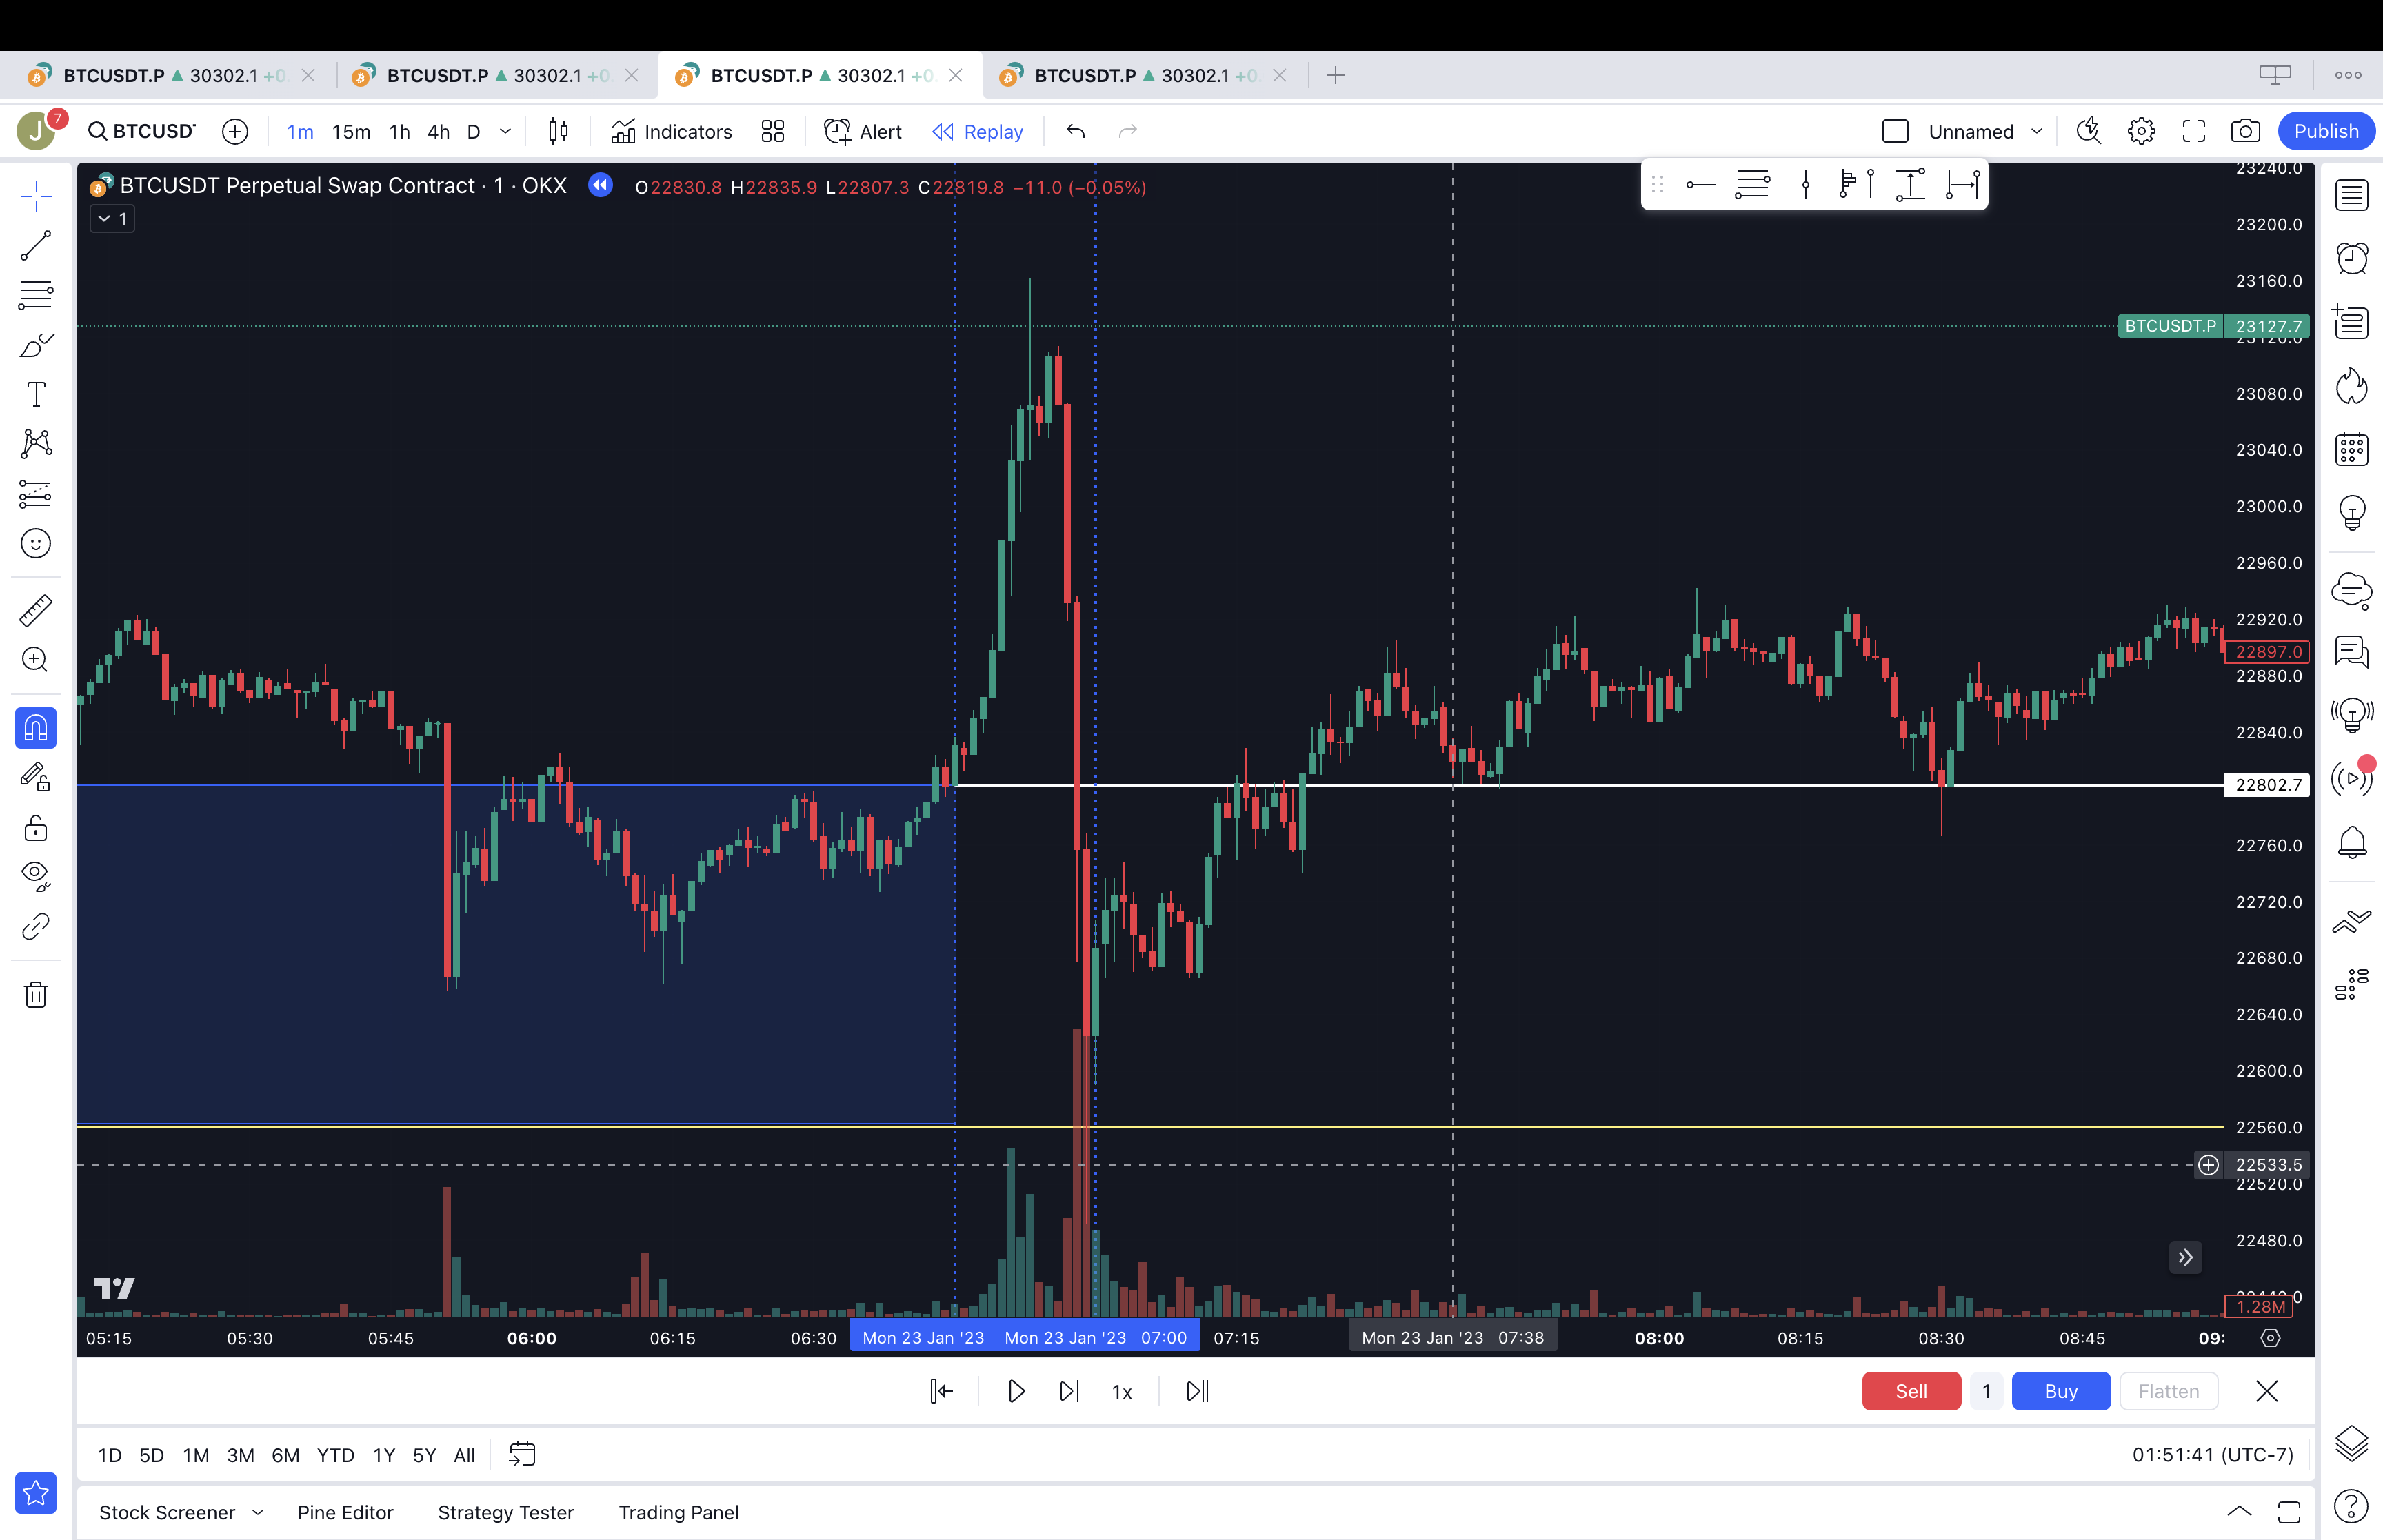 BTCUSDT.P 30302.1 +0. BTCUSDT.P 30302.1 +0. BTCUSDT.P 30302.1 +0. BTCUSDT.P 30302.1 +0.
J 7 BTCUSD 1m 15m 1h 4h D Indicators Alert Replay Unnamed Publish
BTCUSDT Perpetual Swap Contract · 1 · OKX O22830.8 H22835.9 L22807.3 C22819.8 −11.0 (−0.05%)
1
23240.0
23200.0
23160.0
BTCUSDT.P 23127.7
23120.0
23080.0
23040.0
23000.0
22960.0
22920.0
22897.0
22880.0
22840.0
22802.7
22760.0
22720.0
22680.0
22640.0
22600.0
22560.0
22533.5
22520.0
22480.0
1.28M
05:15 05:30 05:45 06:00 06:15 06:30 Mon 23 Jan '23 Mon 23 Jan '23 07:00 07:15 Mon 23 Jan '23 07:38 08:00 08:15 08:30 08:45 09:
1x Sell 1 Buy Flatten
1D 5D 1M 3M 6M YTD 1Y 5Y All 01:51:41 (UTC-7)
Stock Screener Pine Editor Strategy Tester Trading Panel